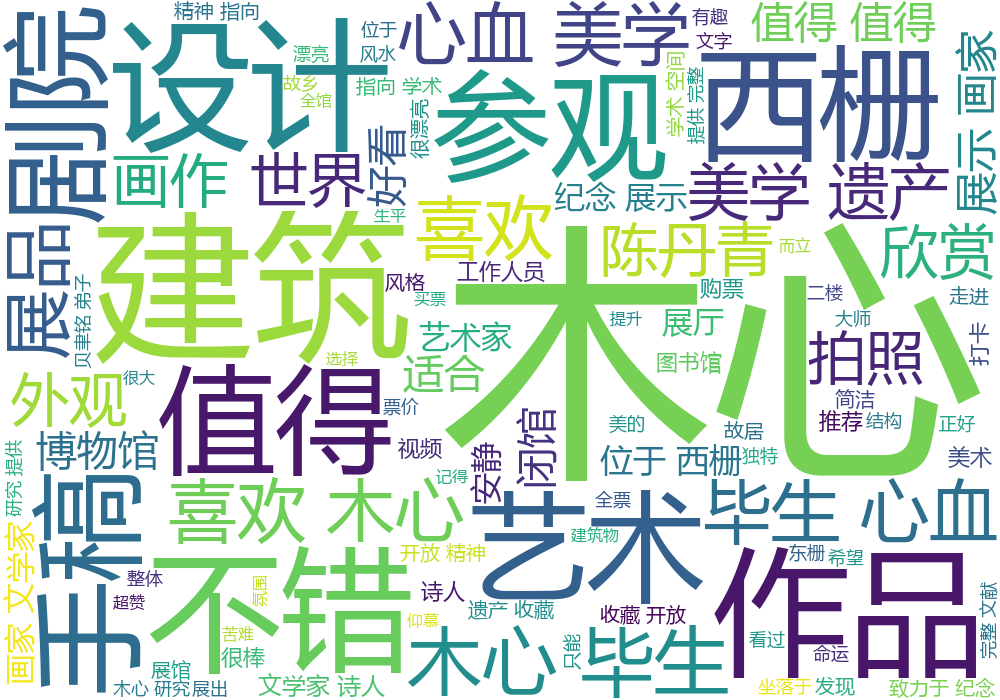 精神 指向
位于
心血
美学
有趣
值得 值得
文字
漂亮
风水
剧院
设计
故乡
全馆
指向 学术
很漂亮
参观
学术 空间
提供 完整
西栅
展示 画家
画作
世界
好看
纪念 展示
美学 遗产
生平
喜欢
陈丹青
而立
欣赏
展品
建筑
木心
贝聿铭 弟子
风格
工作人员
买票
购票
二楼
走进
艺术家
提升
展厅
大师
打卡
选择
适合
图书馆
拍照
外观
很大
值得
票价
简洁
推荐
结构
正好
美的
故居
博物馆
视频
闭馆
安静
记得
位于 西栅
独特
美术
研究 提供
手稿
喜欢 木心
艺术
全票
毕生 心血
画家 文学家
不错
开放 精神
建筑物
东栅
希望
作品
整体
超赞
氛围
诗人
遗产 收藏
收藏 开放
完整 文献
仰慕
苦难
很棒
木心 毕生
只能
看过
命运
展馆
木心 研究
展出
文学家 诗人
坐落于
发现
致力于 纪念